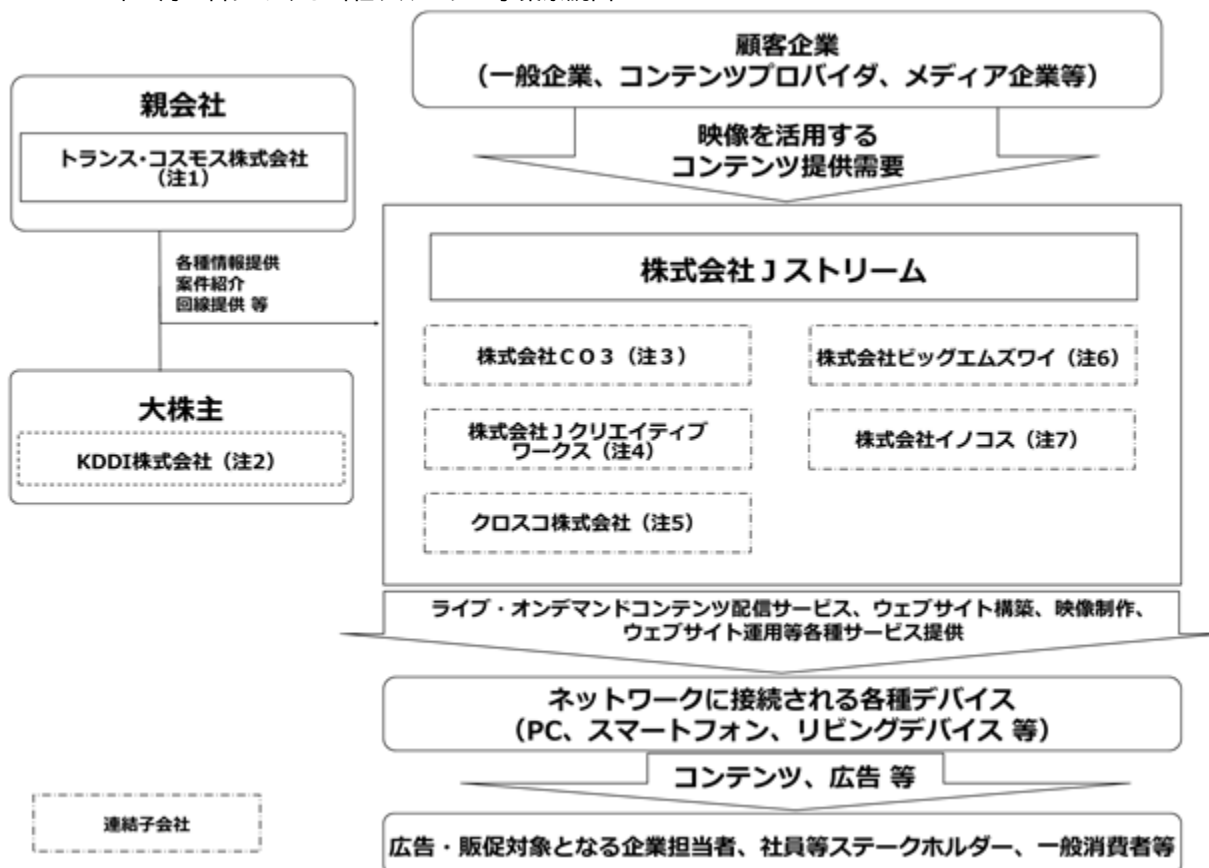 顧客企業
(一般企業、コンテンツプロバイダ、メディア企業等)
親会社
トランス・コスモス株式会社
(注1)
映像を活用する
コンテンツ提供需要
各種情報提供
案件紹介
回線提供 等
株式会社Jストリーム
株式会社CO3(注3)
株式会社ビッグエムズワイ(注6)
大株主
KDDI株式会社(注2)
株式会社Jクリエイティブ
ワークス(注4)
株式会社イノコス(注7)
クロスコ株式会社(注5)
ライブ・オンデマンドコンテンツ配信サービス、ウェブサイト構築、映像制作、
ウェブサイト運用等各種サービス提供
ネットワークに接続される各種デバイス
(PC、スマートフォン、リビングデバイス 等)
コンテンツ、広告 等
連結子会社
広告・販促対象となる企業担当者、社員等ステークホルダー、一般消費者等